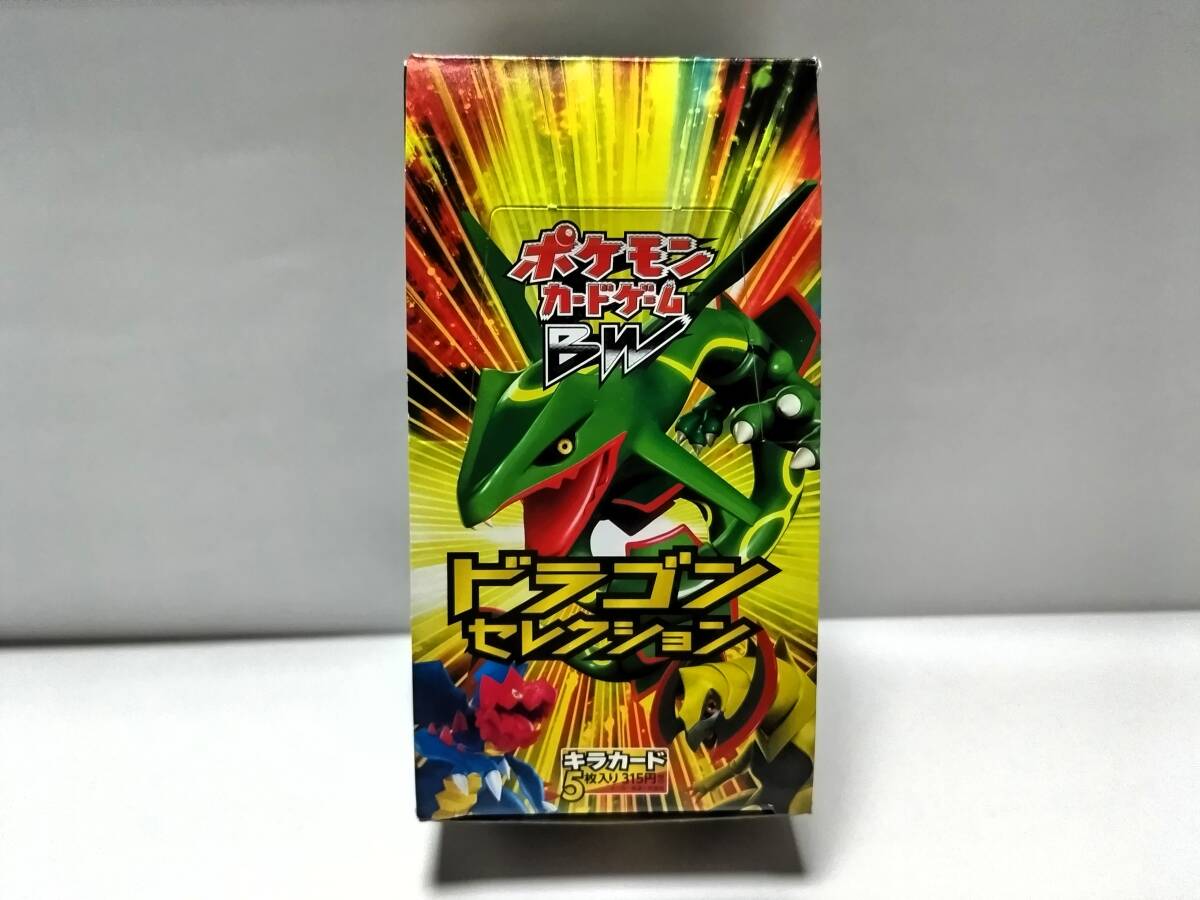 ポケモン
カードゲーム
BW
ドラゴン
セレクション
キラカード
5枚入り 315円